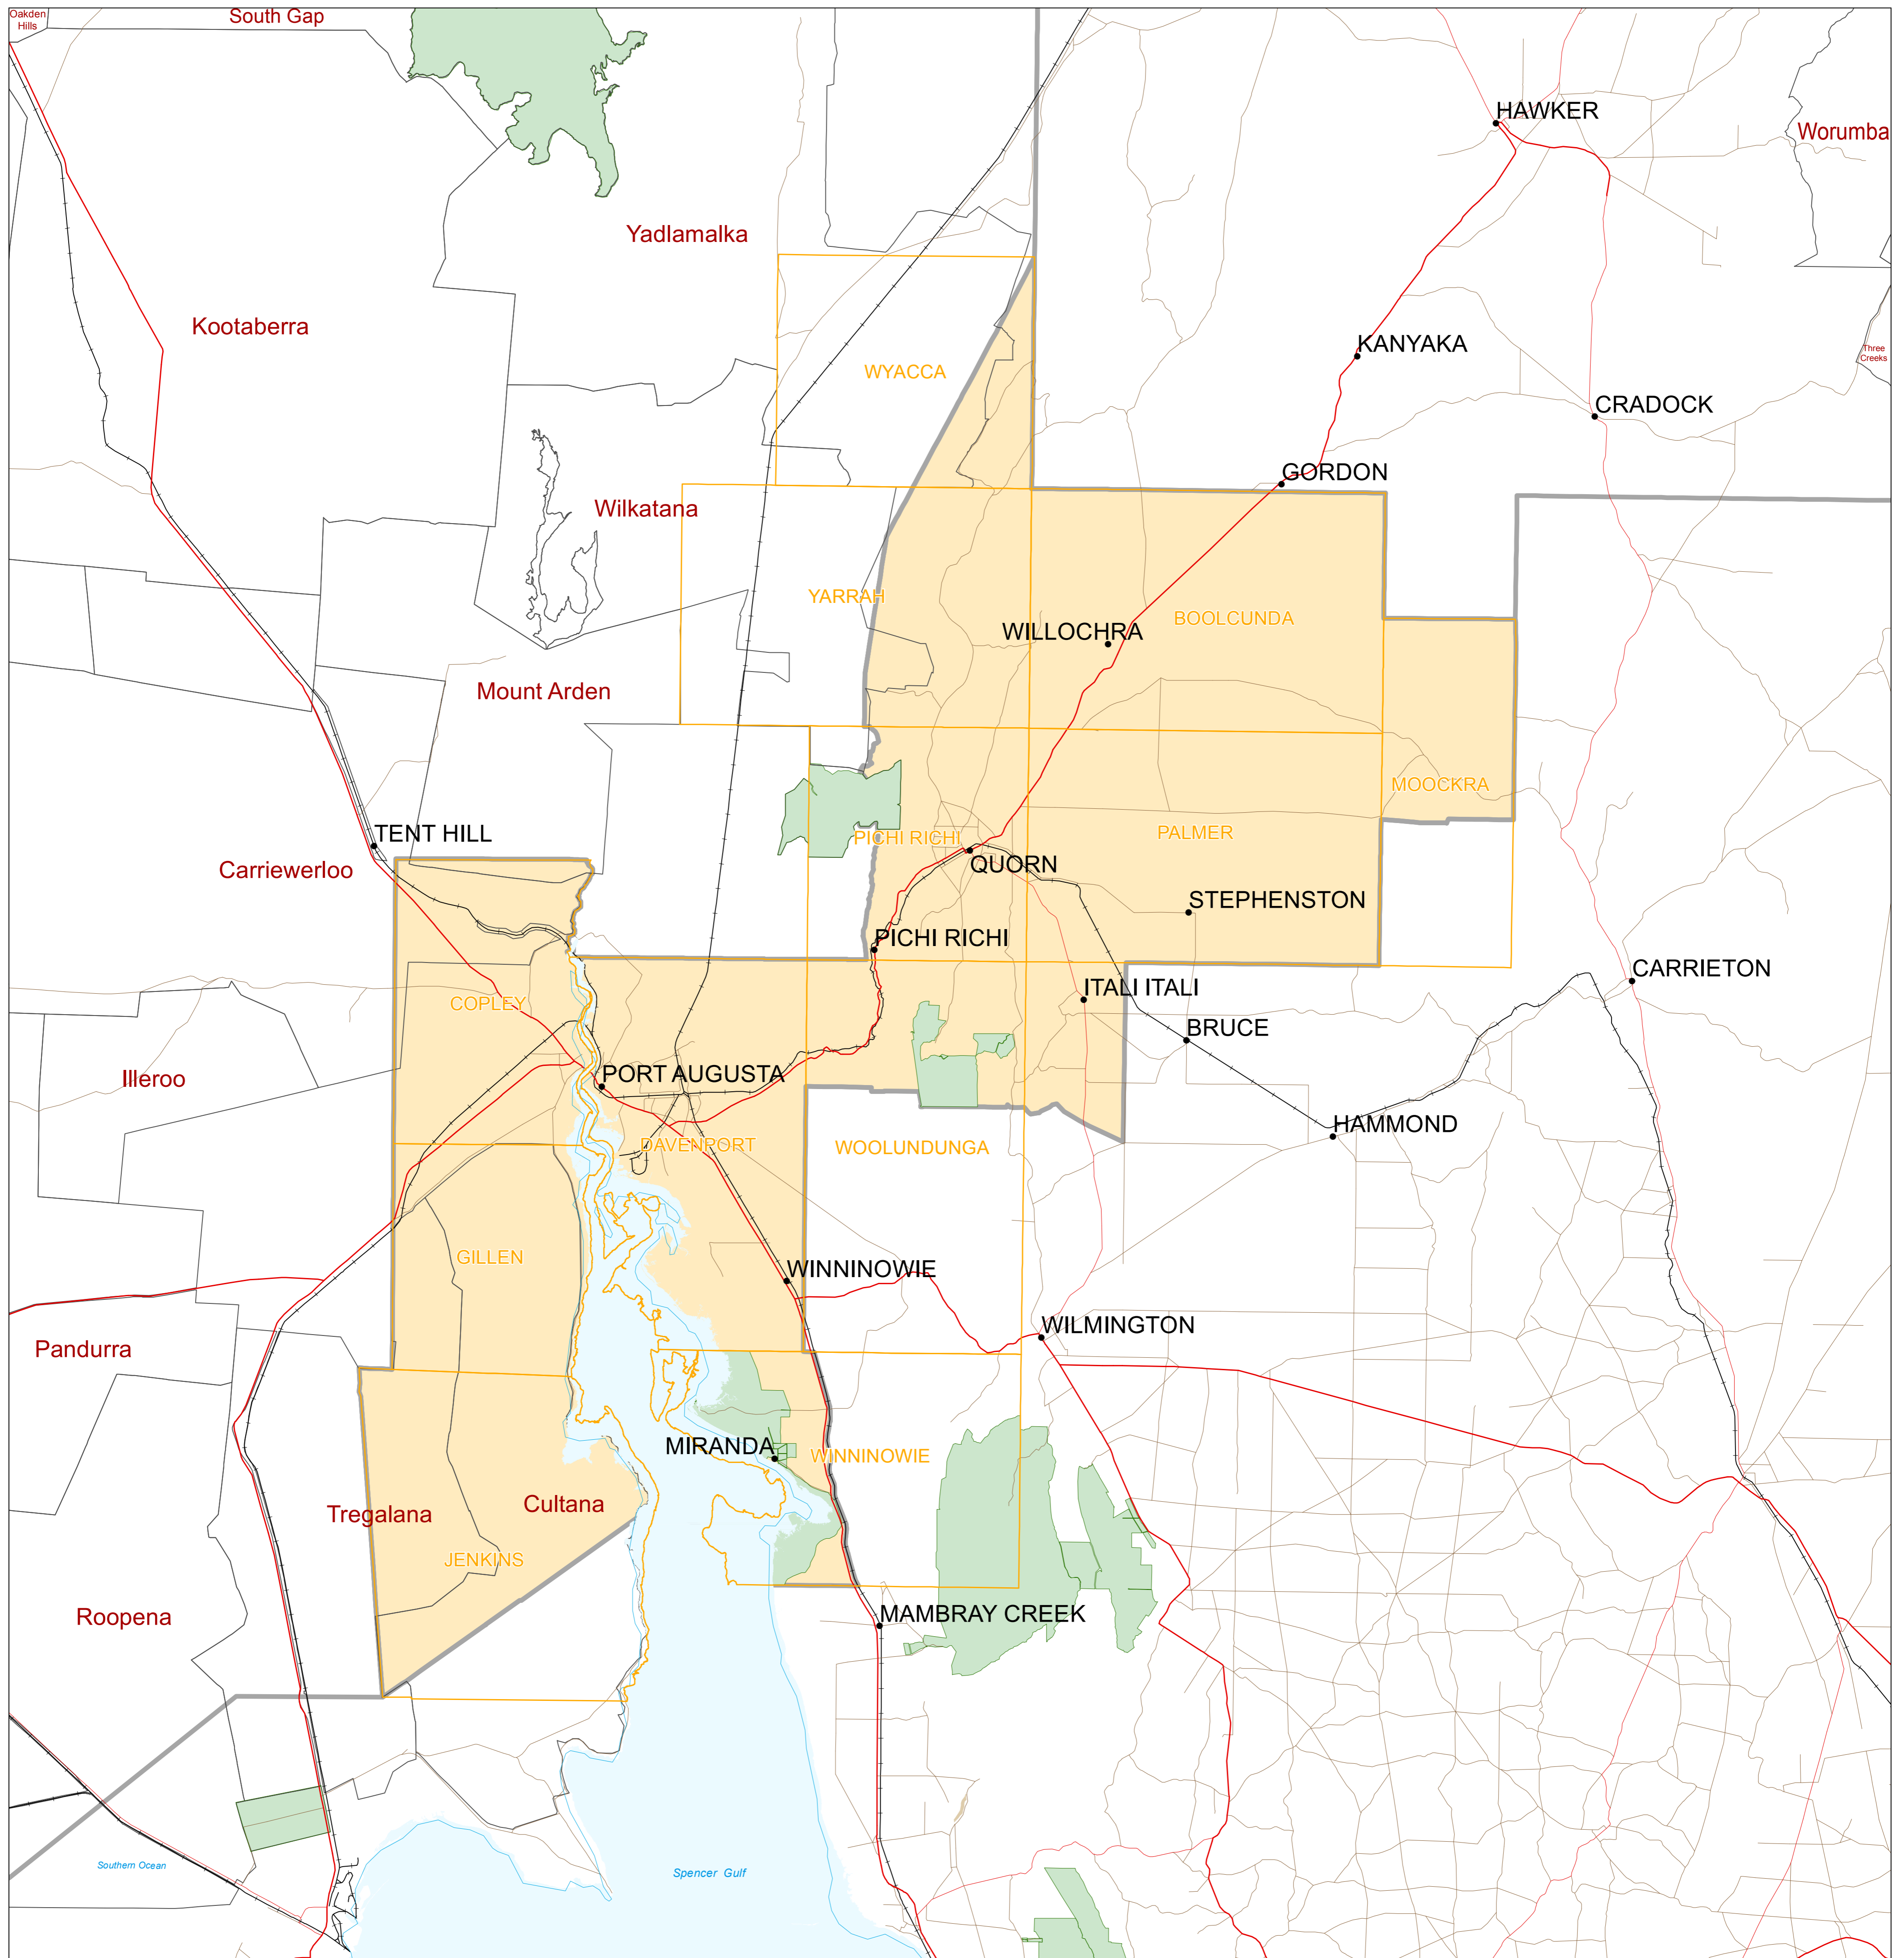 Oakden
Hills
South Gap
HAWKER
Worumba
Yadlamalka
Kootaberra
KANYAKA
Three
Creeks
WYACCA
CRADOCK
GORDON
Wilkatana
YARRAH
BOOLCUNDA
WILLOCHRA
Mount Arden
MOOCKRA
TENT HILL
PICHI RICHI
PALMER
QUORN
Carriewerloo
STEPHENSTON
PICHI RICHI
CARRIETON
ITALI ITALI
COPLEY
BRUCE
Illeroo
PORT AUGUSTA
HAMMOND
DAVENPORT
WOOLUNDUNGA
GILLEN
WINNINOWIE
WILMINGTON
Pandurra
MIRANDA
WINNINOWIE
Cultana
Tregalana
JENKINS
Roopena
MAMBRAY CREEK
Southern Ocean
Spencer Gulf